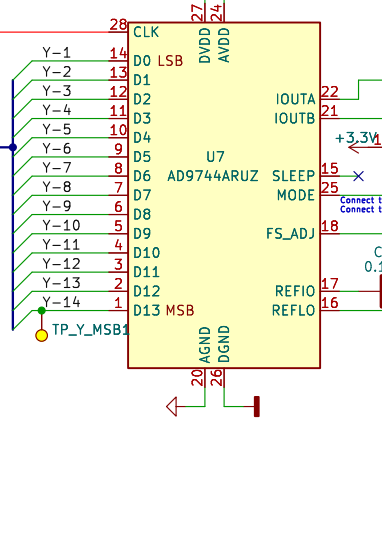 27 24
28 CLK DVDD AVDD
Y-1 14 D0 LSB
Y-2 13 D1
Y-3 12 D2 IOUTA 22
Y-4 11 D3 IOUTB 21
Y-5 10 D4 +3.3V 1
Y-6 9 D5 U7
Y-7 8 D6 AD9744ARUZ SLEEP 15
Y-8 7 D7 MODE 25
Connect t
Connect t
Y-9 6 D8
Y-10 5 D9 FS_ADJ 18
Y-11 4 D10 C
Y-12 3 D11 0.1
Y-13 2 D12 REFIO 17
Y-14 1 D13 MSB REFLO 16
TP_Y_MSB1 AGND DGND
20 26